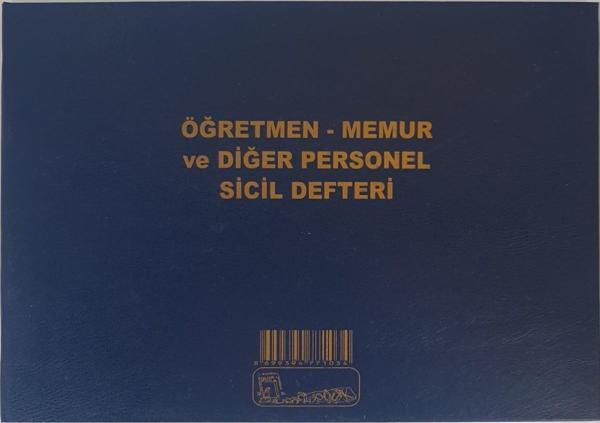 ÖĞRETMEN - MEMUR
ve DİĞER PERSONEL
SİCİL DEFTERİ